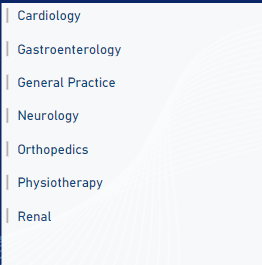 Cardiology
Gastroenterology
General Practice
Neurology
Orthopedics
Physiotherapy
Renal